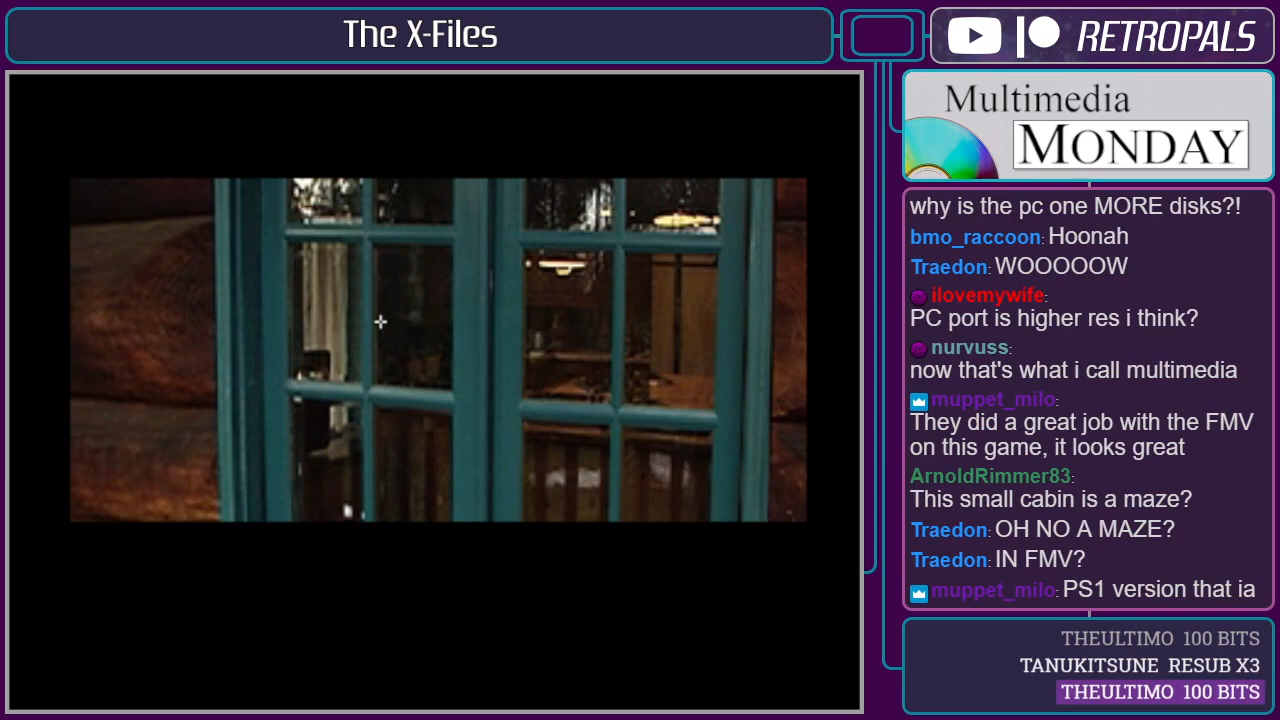 The X-Files
RETROPALS
Multimedia
MONDAY
why is the pc one MORE disks?!
bmo_raccoon: Hoonah
Traedon: WOOOOOW
ilovemywife:
PC port is higher res i think?
nurvuss:
now that's what i call multimedia
muppet_milo:
They did a great job with the FMV
on this game, it looks great
ArnoldRimmer83:
This small cabin is a maze?
Traedon: OH NO A MAZE?
Traedon: IN FMV?
muppet_milo: PS1 version that ia
THEULTIMO 100 BITS
TANUKITSUNE RESUB X3
THEULTIMO 100 BITS